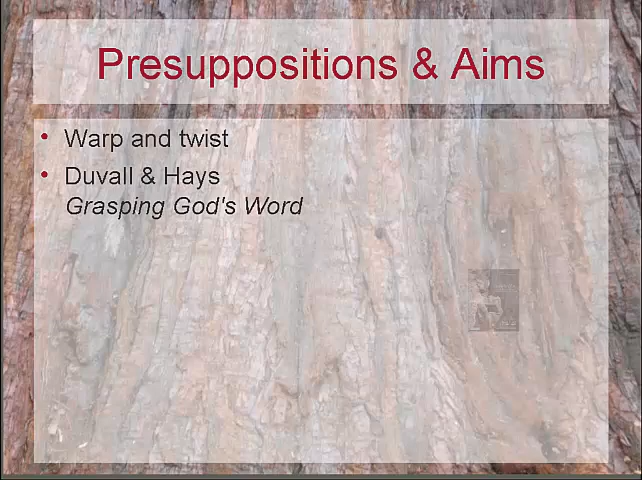 Presuppositions & Aims
• Warp and twist
• Duvall & Hays
Grasping God's Word